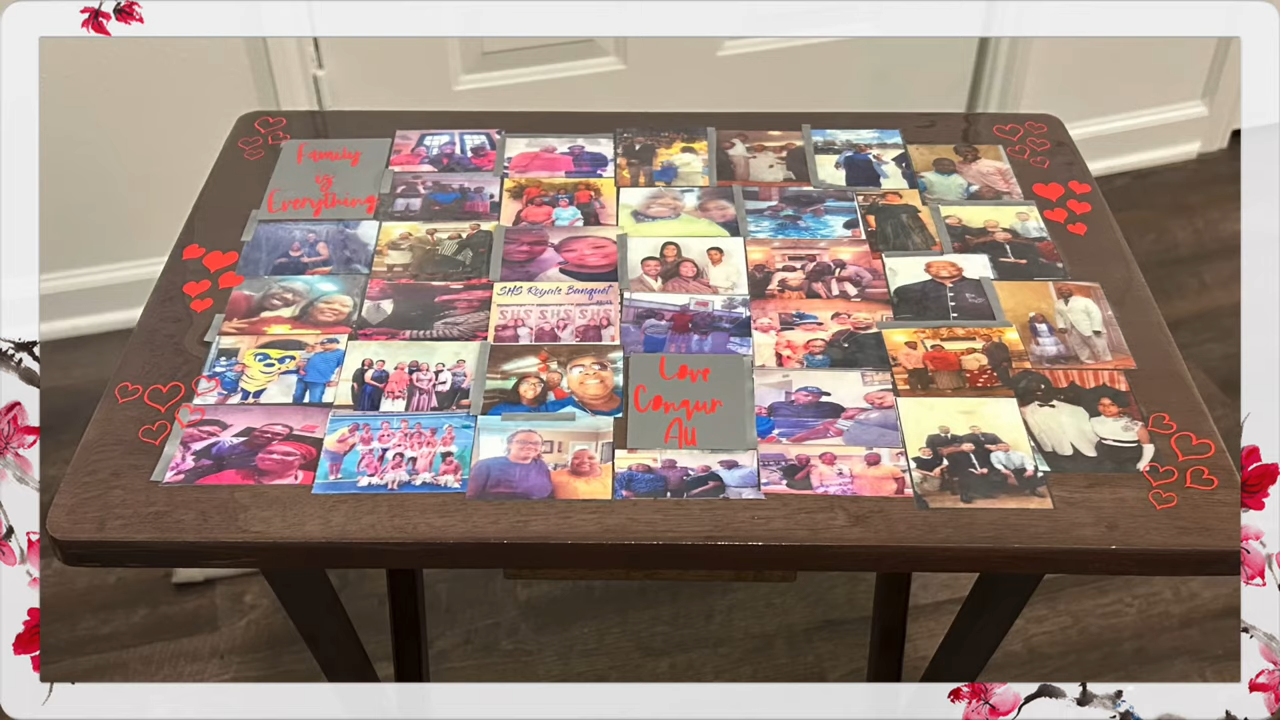 Family
is
Everything
SHS Royals Banquet
SHS SHS SHS
Love
Conqur
All